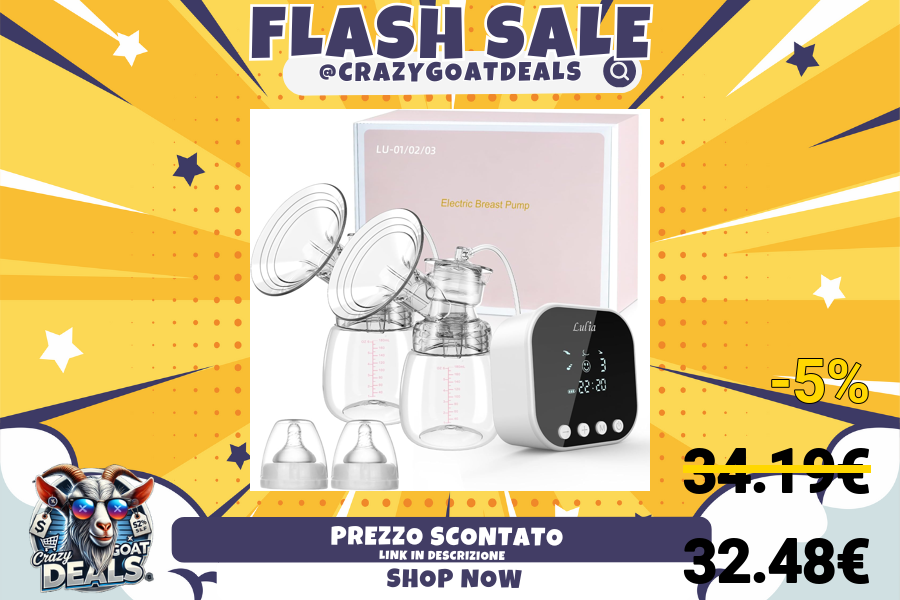 FLASH SALE
@CRAZYGOATDEALS
LU-01/02/03
Electric Breast Pump
Lulia
3
22:20
-5%
34.19€
$
52%
Crazy
GOAT
DEALS
PREZZO SCONTATO
LINK IN DESCRIZIONE
SHOP NOW
32.48€